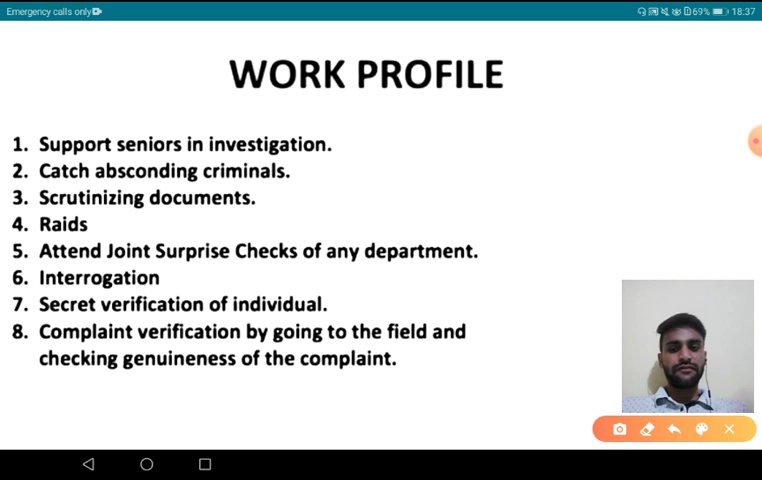 Emergency calls only 69% 18:37
WORK PROFILE
1. Support seniors in investigation.
2. Catch absconding criminals.
3. Scrutinizing documents.
4. Raids
5. Attend Joint Surprise Checks of any department.
6. Interrogation
7. Secret verification of individual.
8. Complaint verification by going to the field and
checking genuineness of the complaint.